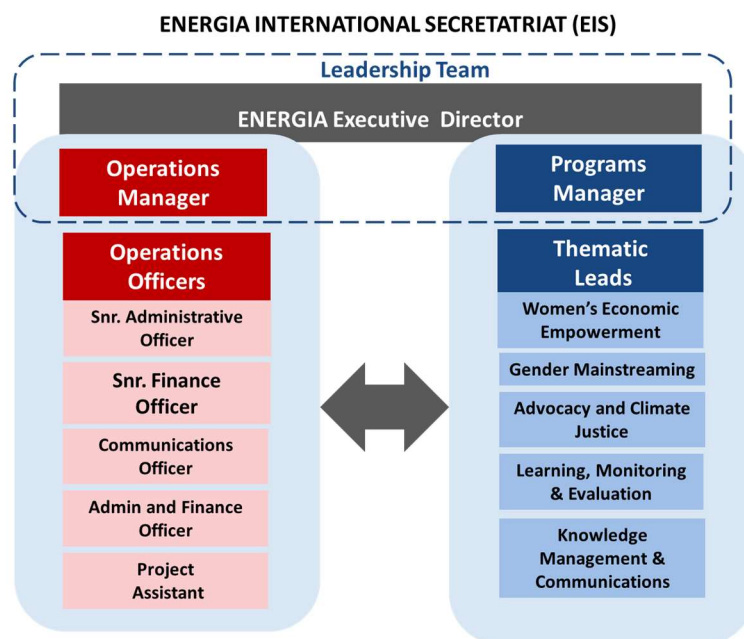 ENERGIA INTERNATIONAL SECRETATRIAT (EIS)
Leadership Team
ENERGIA Executive Director
Operations
Manager
Operations
Officers
Snr. Administrative
Officer
Snr. Finance
Officer
Communications
Officer
Admin and Finance
Officer
Project
Assistant
Programs
Manager
Thematic
Leads
Women's Economic
Empowerment
Gender Mainstreaming
Advocacy and Climate
Justice
Learning, Monitoring
& Evaluation
Knowledge
Management &
Communications